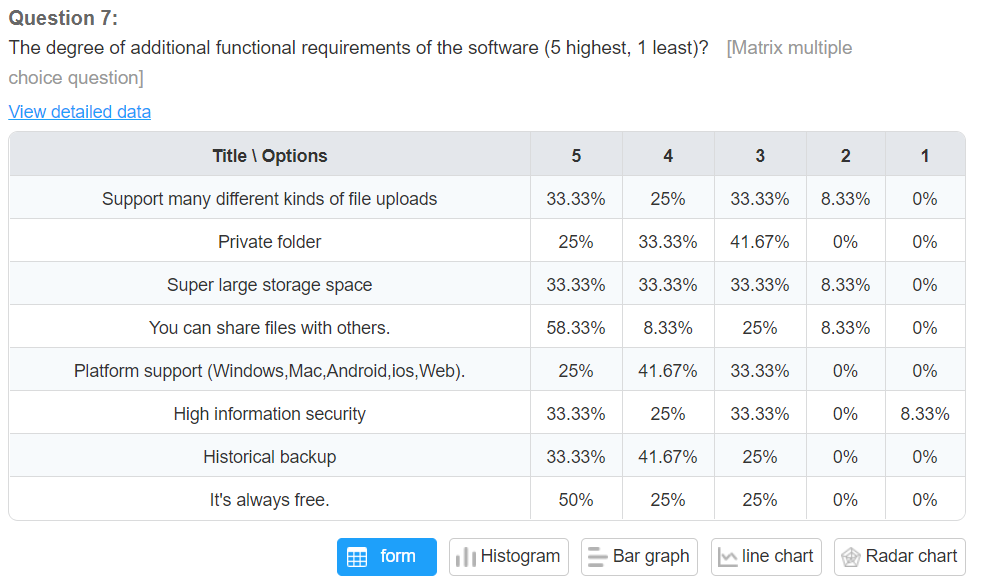 Question 7:
The degree of additional functional requirements of the software (5 highest, 1 least)? [Matrix multiple
choice question]
View detailed data
Title \ Options 5 4 3 2 1
Support many different kinds of file uploads 33.33% 25% 33.33% 8.33% 0%
Private folder 25% 33.33% 41.67% 0% 0%
Super large storage space 33.33% 33.33% 33.33% 8.33% 0%
You can share files with others. 58.33% 8.33% 25% 8.33% 0%
Platform support (Windows,Mac,Android,ios,Web). 25% 41.67% 33.33% 0% 0%
High information security 33.33% 25% 33.33% 0% 8.33%
Historical backup 33.33% 41.67% 25% 0% 0%
It's always free. 50% 25% 25% 0% 0%
form Histogram Bar graph line chart Radar chart